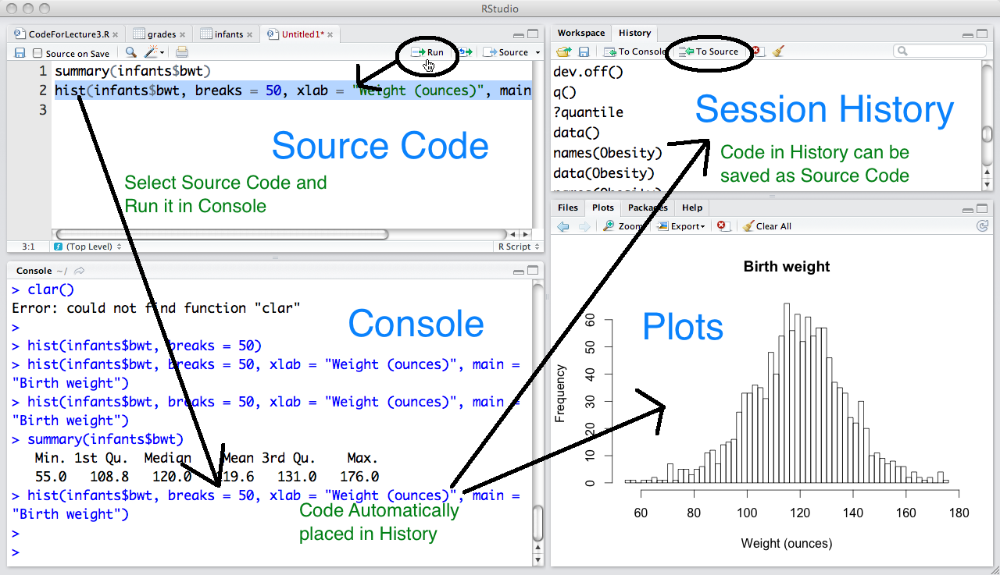 RStudio
CodeForLecture3.R
grades
infants
Untitled1*
Source on Save
Run
Source
1 summary(infants$bwt)
2 hist(infants$bwt, breaks = 50, xlab = "Weight (ounces)", main
3
Source Code
Select Source Code and
Run it in Console
3:1
(Top Level)
R Script
Console ~/
> clar()
Error: could not find function "clar"
>
> hist(infants$bwt, breaks = 50)
> hist(infants$bwt, breaks = 50, xlab = "Weight (ounces)", main =
"Birth weight")
> hist(infants$bwt, breaks = 50, xlab = "Weight (ounces)", main =
"Birth weight")
> summary(infants$bwt)
Min. 1st Qu. Median Mean 3rd Qu. Max.
55.0 108.8 120.0 119.6 131.0 176.0
> hist(infants$bwt, breaks = 50, xlab = "Weight (ounces)", main =
"Birth weight")
>
>
Console
Code Automatically
placed in History
Workspace History
To Console
To Source
dev.off()
q()
?quantile
data()
names(Obesity)
data(Obesity)
names(Obesity)
Session History
Code in History can be
saved as Source Code
Files Plots Packages Help
Zoom
Export
Clear All
Birth weight
Plots
Frequency
60
50
40
30
20
10
0
60 80 100 120 140 160 180
Weight (ounces)